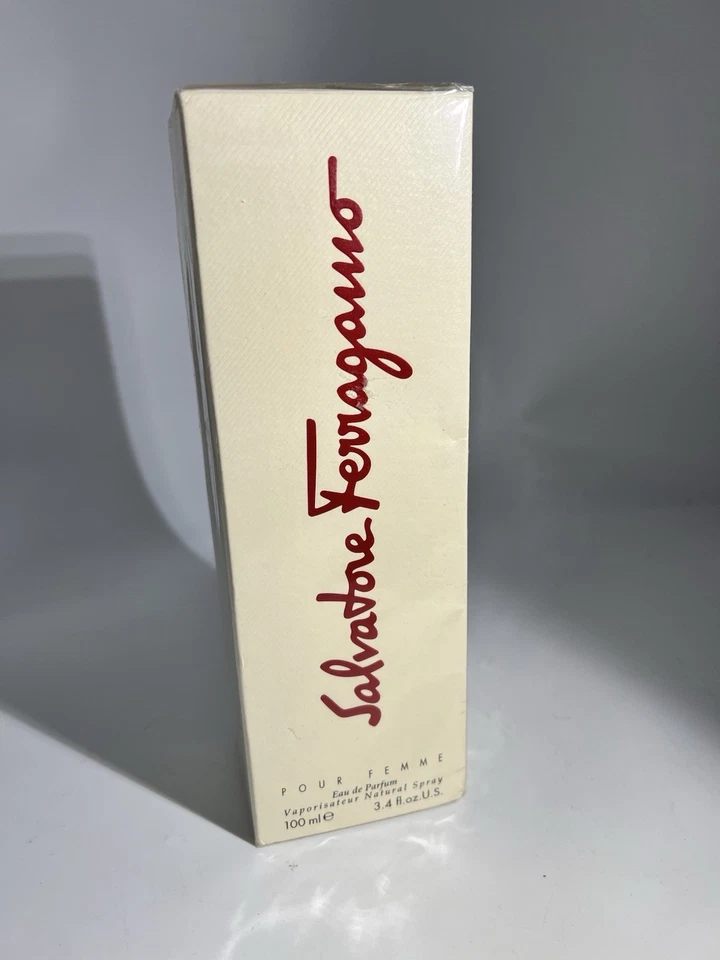 Salvatore Ferragamo
POUR FEMME
Eau de Parfum
Vaporisateur Natural Spray
100 ml℮ 3.4 fl.oz.U.S.